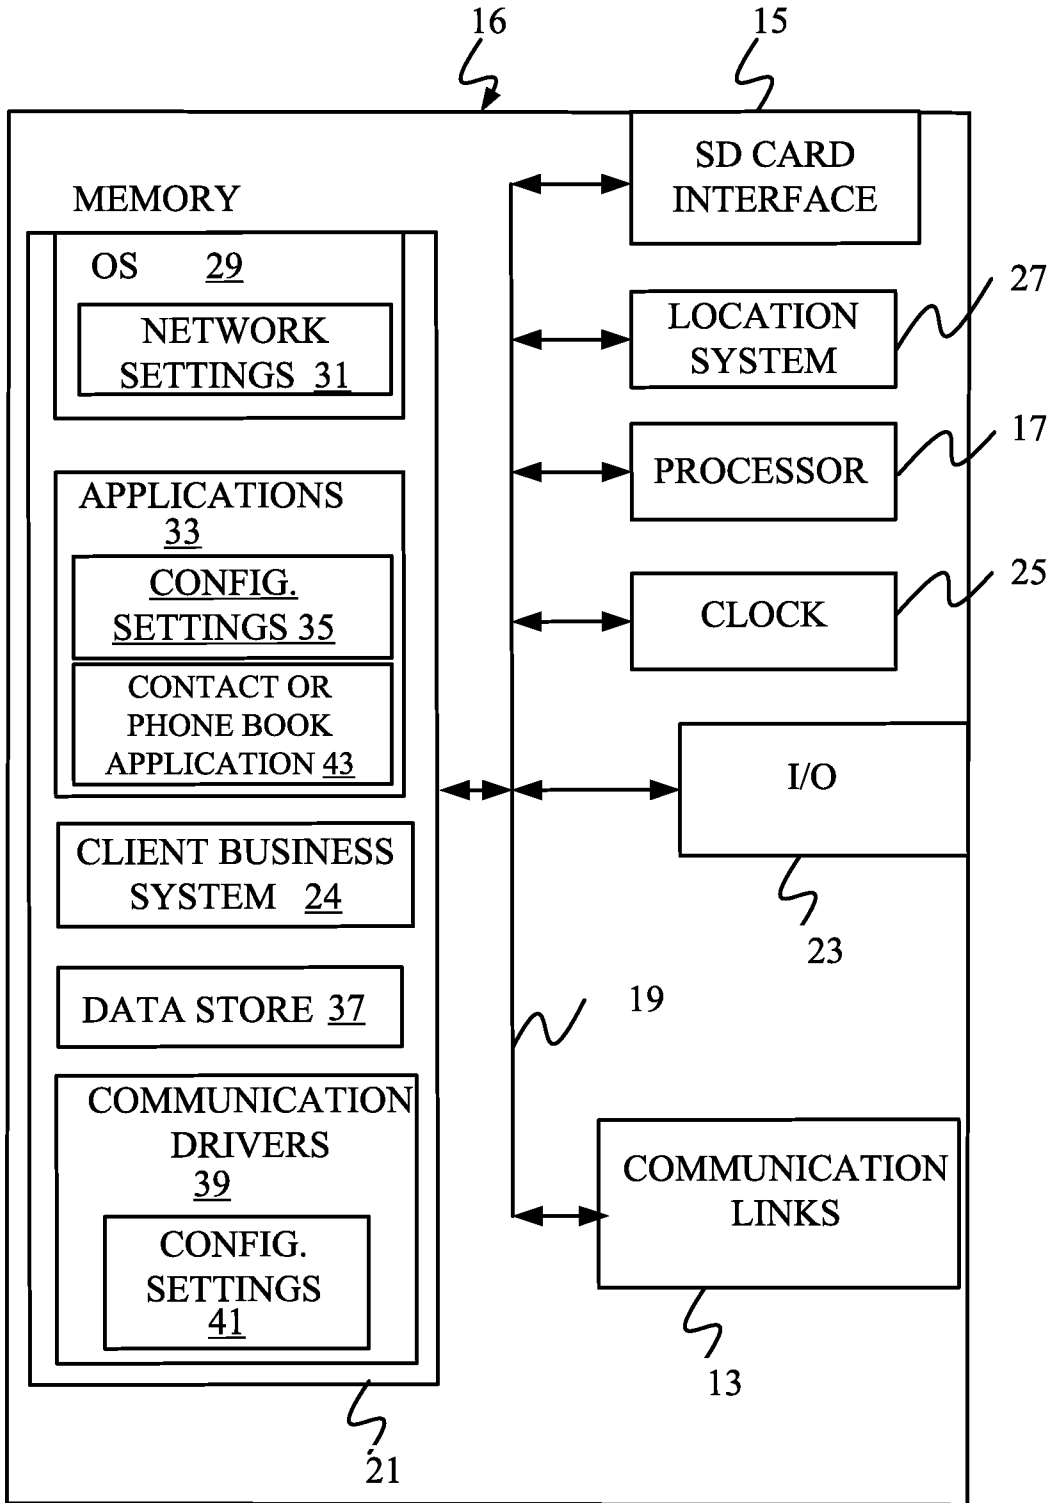 16
15
SD CARD
INTERFACE
MEMORY
OS 29
NETWORK
SETTINGS 31
27
LOCATION
SYSTEM
17
PROCESSOR
APPLICATIONS
33
CONFIG.
SETTINGS 35
25
CLOCK
CONTACT OR
PHONE BOOK
APPLICATION 43
I/O
23
CLIENT BUSINESS
SYSTEM 24
DATA STORE 37
19
COMMUNICATION
DRIVERS
39
CONFIG.
SETTINGS
41
COMMUNICATION
LINKS
13
21